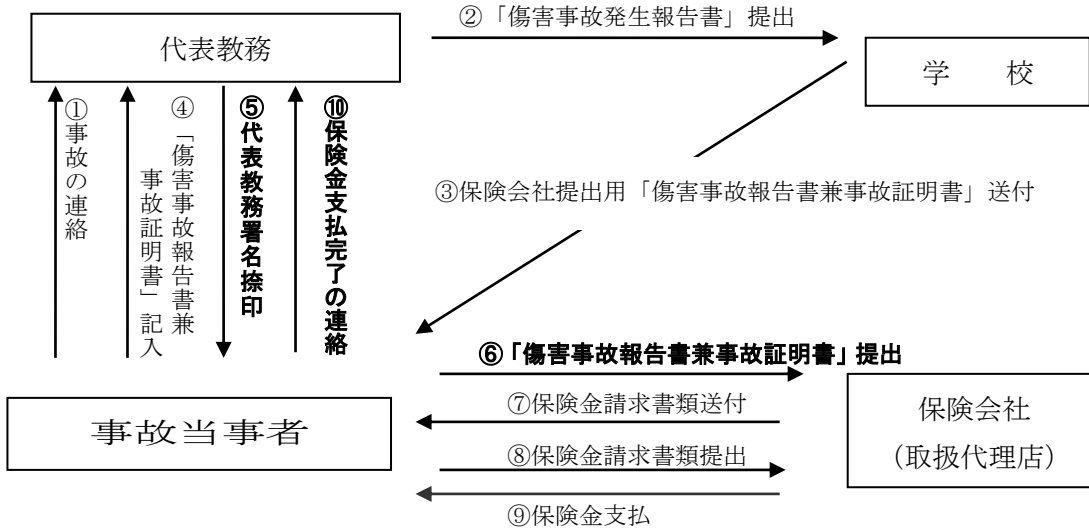 ②「傷害事故発生報告書」提出
代表教務
学　　校
①事故の連絡
④「傷害事故報告書兼
事故証明書」記入
⑤代表教務署名捺印
⑩保険金支払完了の連絡
③保険会社提出用「傷害事故報告書兼事故証明書」送付
⑥「傷害事故報告書兼事故証明書」提出
事故当事者
⑦保険金請求書類送付
⑧保険金請求書類提出
⑨保険金支払
保険会社
（取扱代理店）